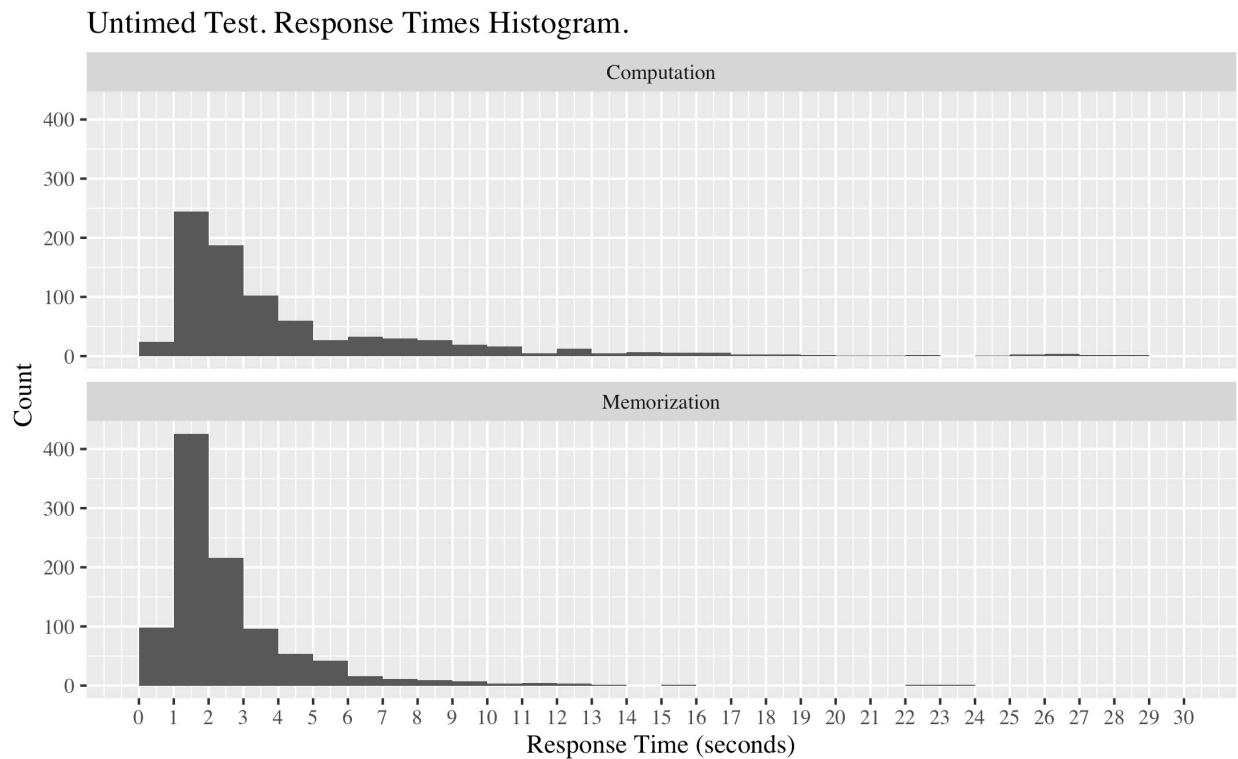 Untimed Test. Response Times Histogram.
Computation
400
300
200
100
0
Count
Memorization
400
300
200
100
0
0 1 2 3 4 5 6 7 8 9 10 11 12 13 14 15 16 17 18 19 20 21 22 23 24 25 26 27 28 29 30
Response Time (seconds)